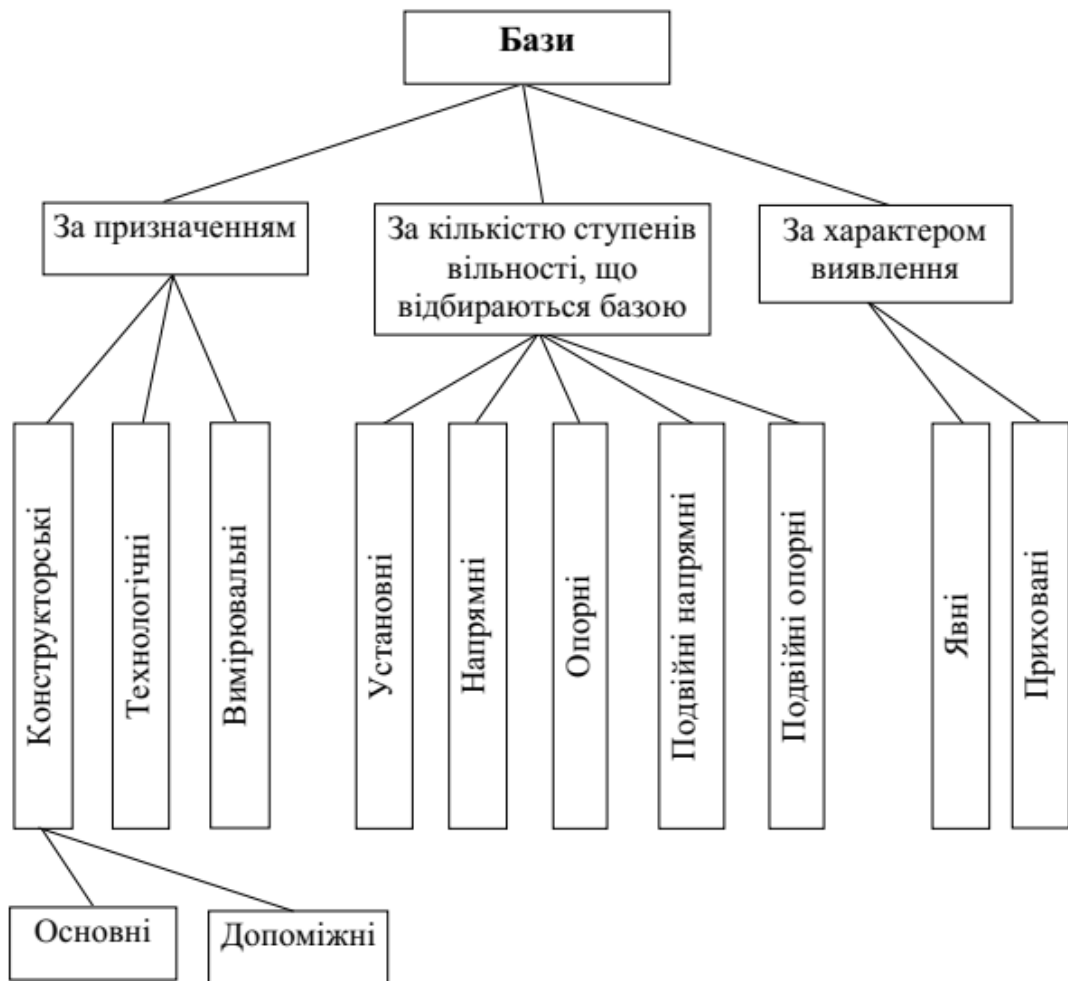 Бази
За призначенням
За кількістю ступенів
вільності, що
відбираються базою
За характером
виявлення
Конструкторські
Технологічні
Вимірювальні
Установні
Напрямні
Опорні
Подвійні напрямні
Подвійні опорні
Явні
Приховані
Основні
Допоміжні